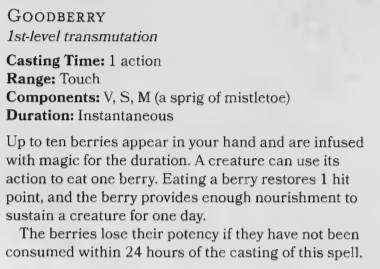 GOODBERRY
1st-level transmutation
Casting Time: 1 action
Range: Touch
Components: V, S, M (a sprig of mistletoe)
Duration: Instantaneous
Up to ten berries appear in your hand and are infused
with magic for the duration. A creature can use its
action to eat one berry. Eating a berry restores 1 hit
point, and the berry provides enough nourishment to
sustain a creature for one day.
The berries lose their potency if they have not been
consumed within 24 hours of the casting of this spell.